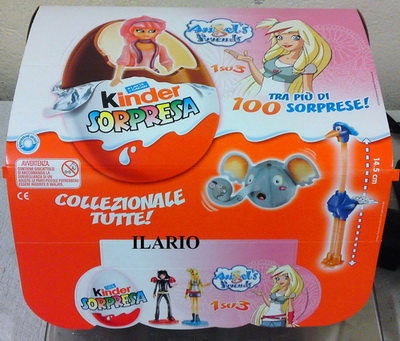 Angel's
Friends
1 su 3
kinder
SORPRESA
TRA PIÙ DI
100 SORPRESE!
AVVERTENZA.
14,5 cm
CE
COLLEZIONALE
TUTTE!
ILARIO
kinder
SORPRESA
Angel's
Friends
1 su 3